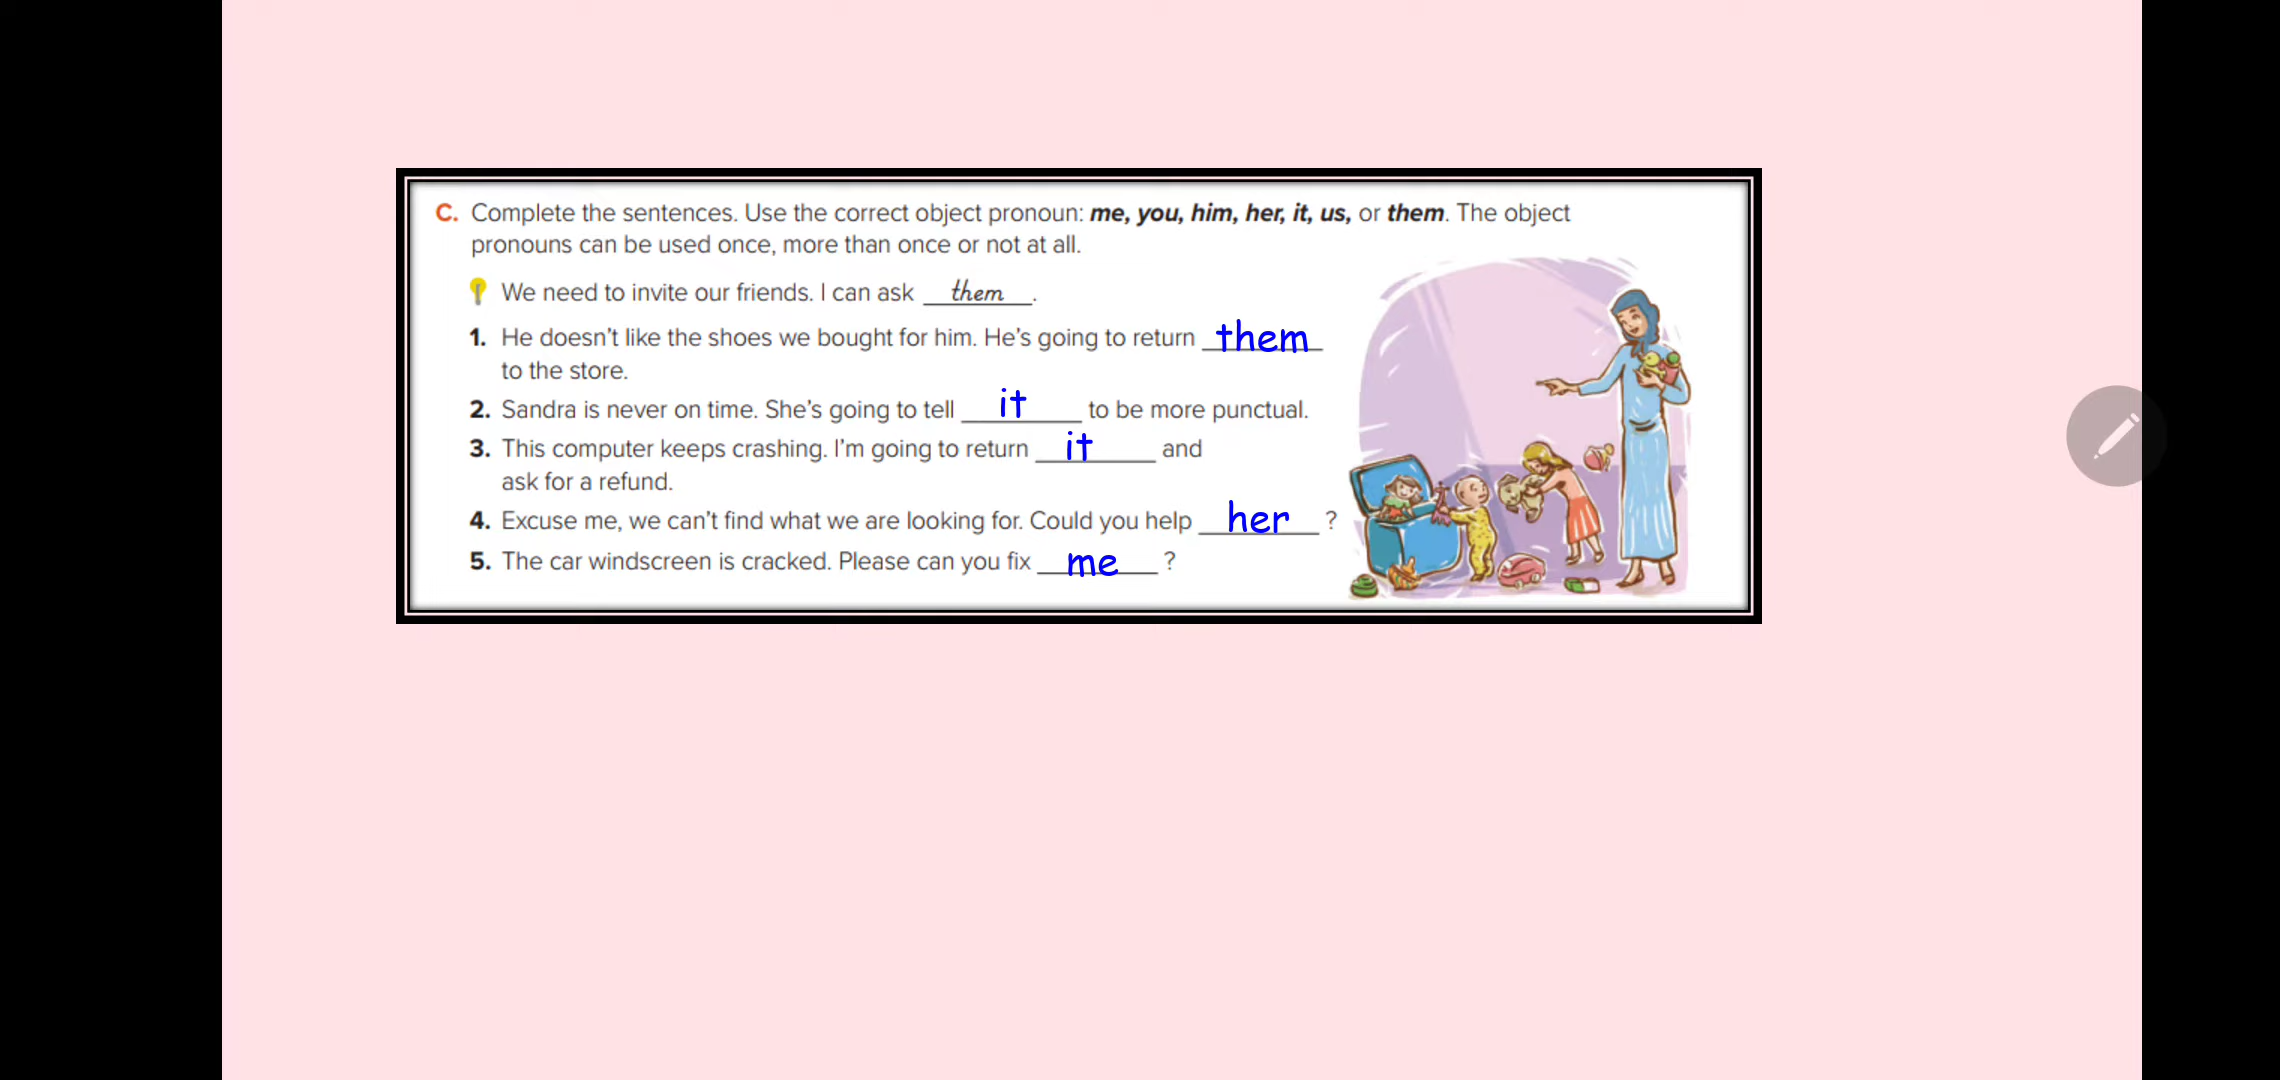 C. Complete the sentences. Use the correct object pronoun: me, you, him, her, it, us, or them. The object
pronouns can be used once, more than once or not at all.
We need to invite our friends. I can ask them.
1. He doesn't like the shoes we bought for him. He's going to return them
to the store.
2. Sandra is never on time. She's going to tell it to be more punctual.
3. This computer keeps crashing. I'm going to return it and
ask for a refund.
4. Excuse me, we can't find what we are looking for. Could you help her ?
5. The car windscreen is cracked. Please can you fix me ?